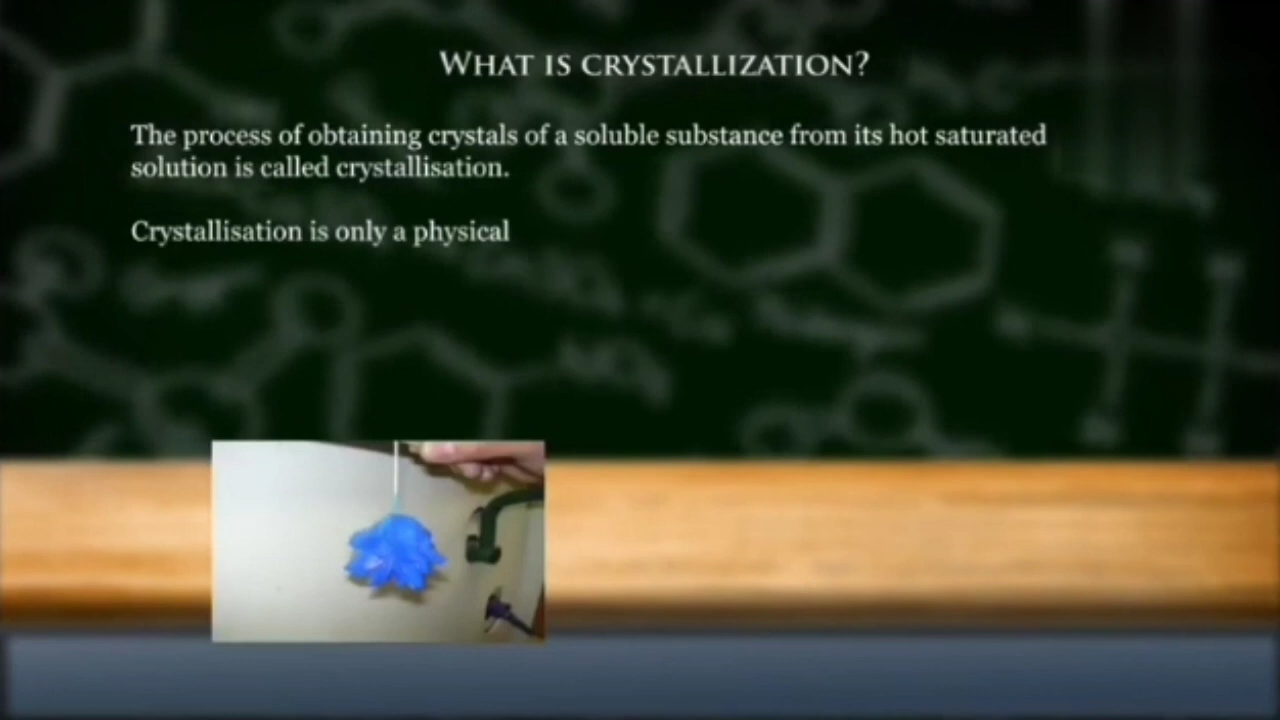 WHAT IS CRYSTALLIZATION?
The process of obtaining crystals of a soluble substance from its hot saturated
solution is called crystallisation.
Crystallisation is only a physical